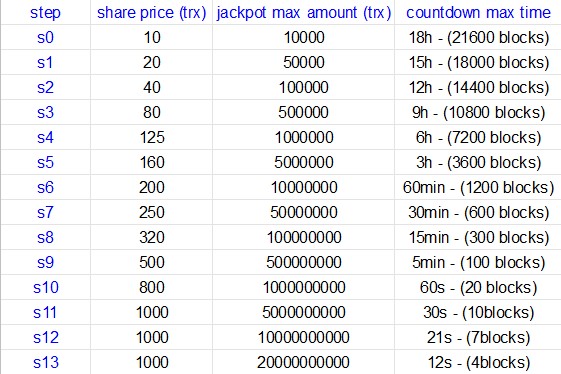 step share price (trx) jackpot max amount (trx) countdown max time
s0 10 10000 18h - (21600 blocks)
s1 20 50000 15h - (18000 blocks)
s2 40 100000 12h - (14400 blocks)
s3 80 500000 9h - (10800 blocks)
s4 125 1000000 6h - (7200 blocks)
s5 160 5000000 3h - (3600 blocks)
s6 200 10000000 60min - (1200 blocks)
s7 250 50000000 30min - (600 blocks)
s8 320 100000000 15min - (300 blocks)
s9 500 500000000 5min - (100 blocks)
s10 800 1000000000 60s - (20 blocks)
s11 1000 5000000000 30s - (10blocks)
s12 1000 10000000000 21s - (7blocks)
s13 1000 20000000000 12s - (4blocks)